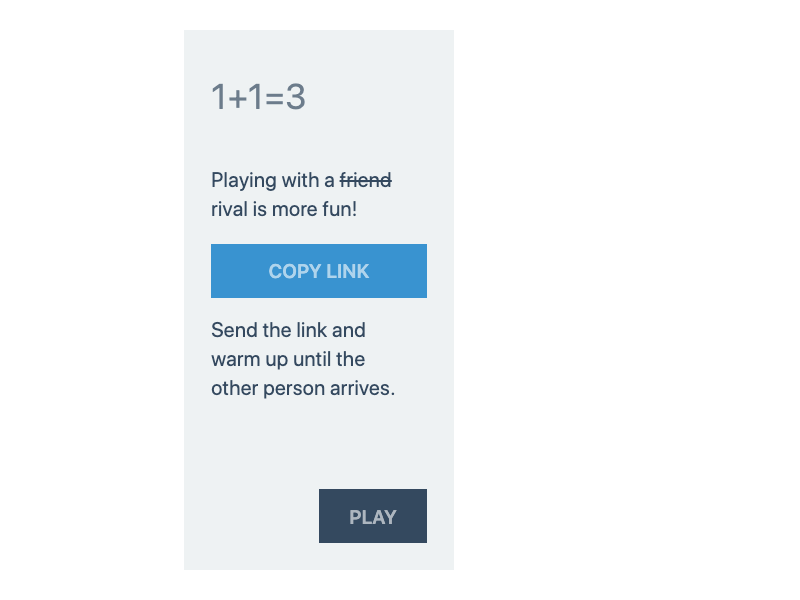 1+1=3
Playing with a friend
rival is more fun!
COPY LINK
Send the link and
warm up until the
other person arrives.
PLAY